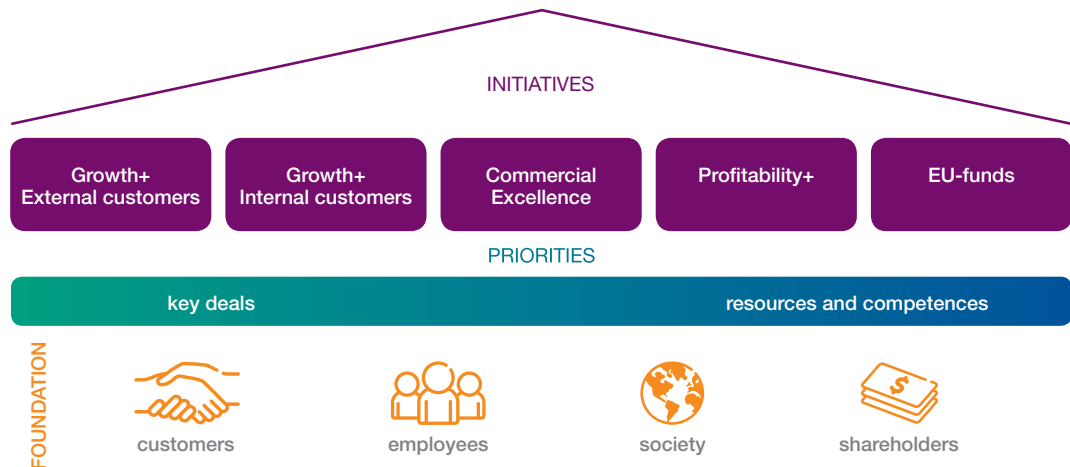 INITIATIVES
Growth+
External customers
Growth+
Internal customers
Commercial
Excellence
Profitability+
EU-funds
PRIORITIES
key deals
resources and competences
FOUNDATION
$
customers
employees
society
shareholders